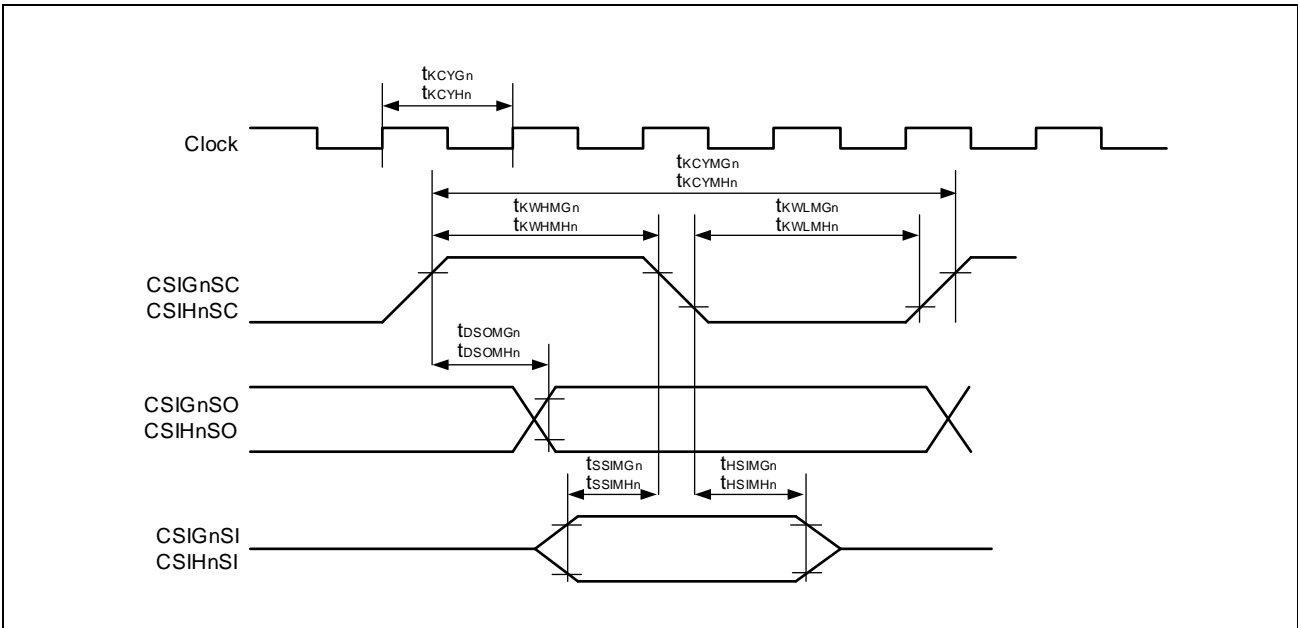 tKCYGn
tKCYHn
Clock
tKCYMGn
tKCYMHn
tKWHMGn
tKWHMHn
tKWLMGn
tKWLMHn
CSIGnSC
CSIHnSC
tDSOMGn
tDSOMHn
CSIGnSO
CSIHnSO
tSSIMGn
tSSIMHn
tHSIMGn
tHSIMHn
CSIGnSI
CSIHnSI